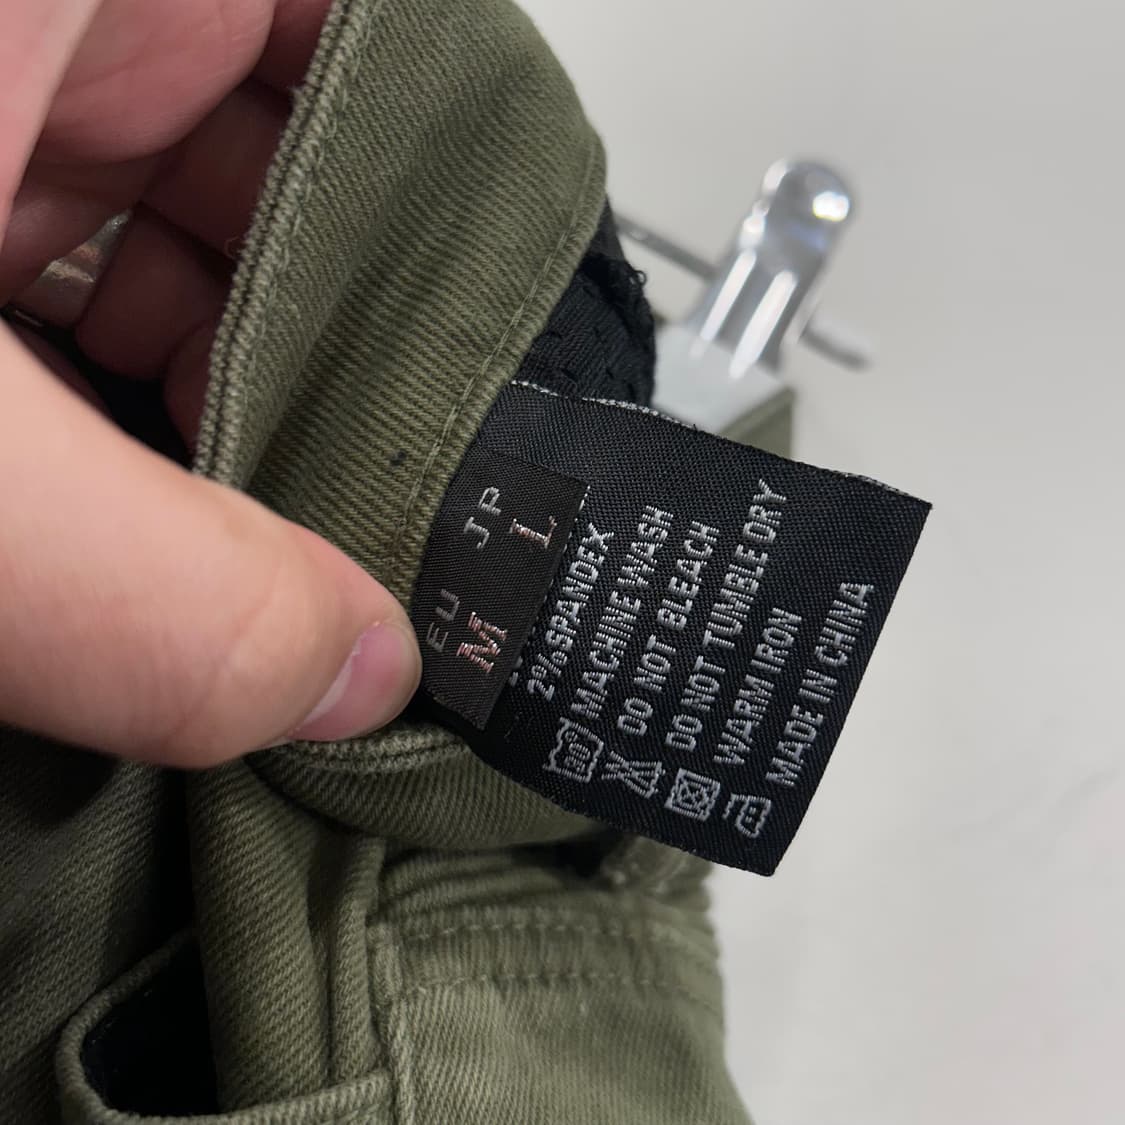 EU JP
M L
2%SPANDEX
MACHINE WASH
DO NOT BLEACH
DO NOT TUMBLE DRY
WARM IRON
MADE IN CHINA